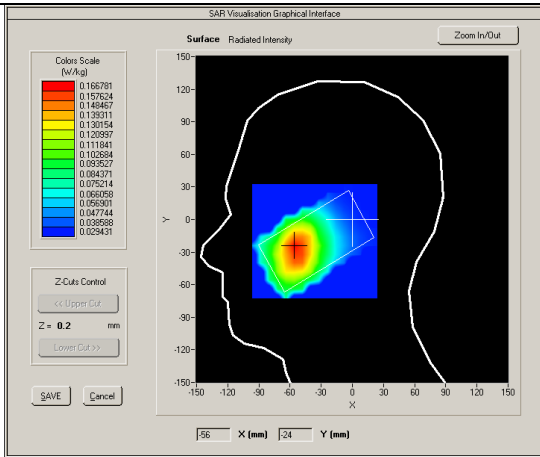 SAR Visualisation Graphical Interface
Surface Radiated Intensity
Zoom In/Out
Colors Scale
(W/kg)
0.166781
0.157624
0.148467
0.139311
0.130154
0.120997
0.111841
0.102684
0.093527
0.084371
0.075214
0.066058
0.056901
0.047744
0.038588
0.029431
Z-Cuts Control
<< Upper Cut
Z = 0.2 mm
Lower Cut >>
SAVE Cancel
150
120
90
60
30
0
-30
-60
-90
-120
-150
Y
-150 -120 -90 -60 -30 0 30 60 90 120 150
X
-56 X (mm) -24 Y (mm)